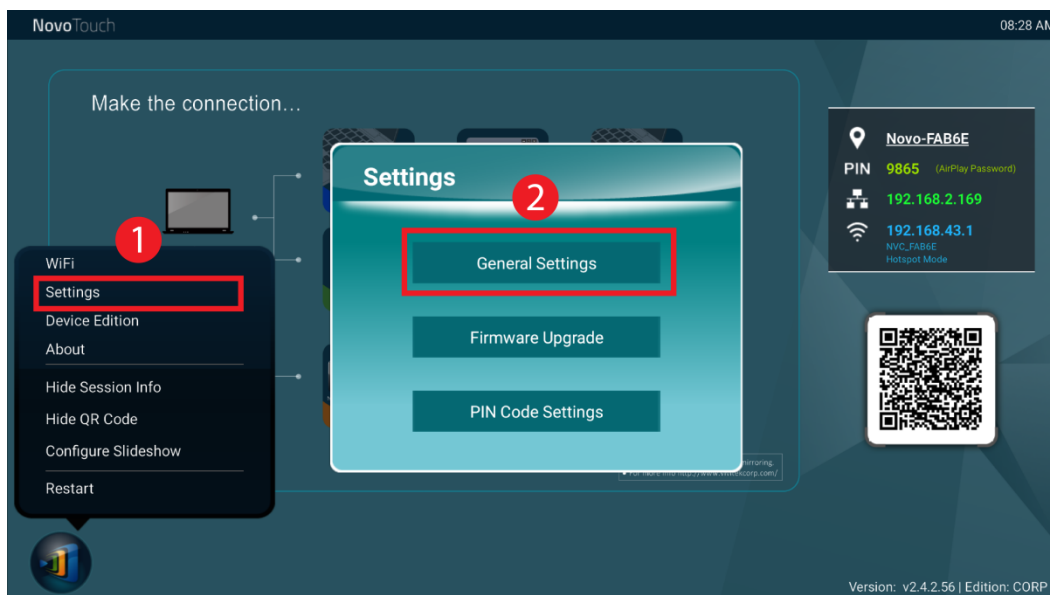 NovoTouch
08:28 AM
Make the connection...
Novo-FAB6E
PIN 9865 (AirPlay Password)
192.168.2.169
192.168.43.1
NVC_FAB6E
Hotspot Mode
1
WiFi
Settings
Device Edition
About
Hide Session Info
Hide QR Code
Configure Slideshow
Restart
Settings
2
General Settings
Firmware Upgrade
PIN Code Settings
mirroring.
Version: v2.4.2.56 | Edition: CORP